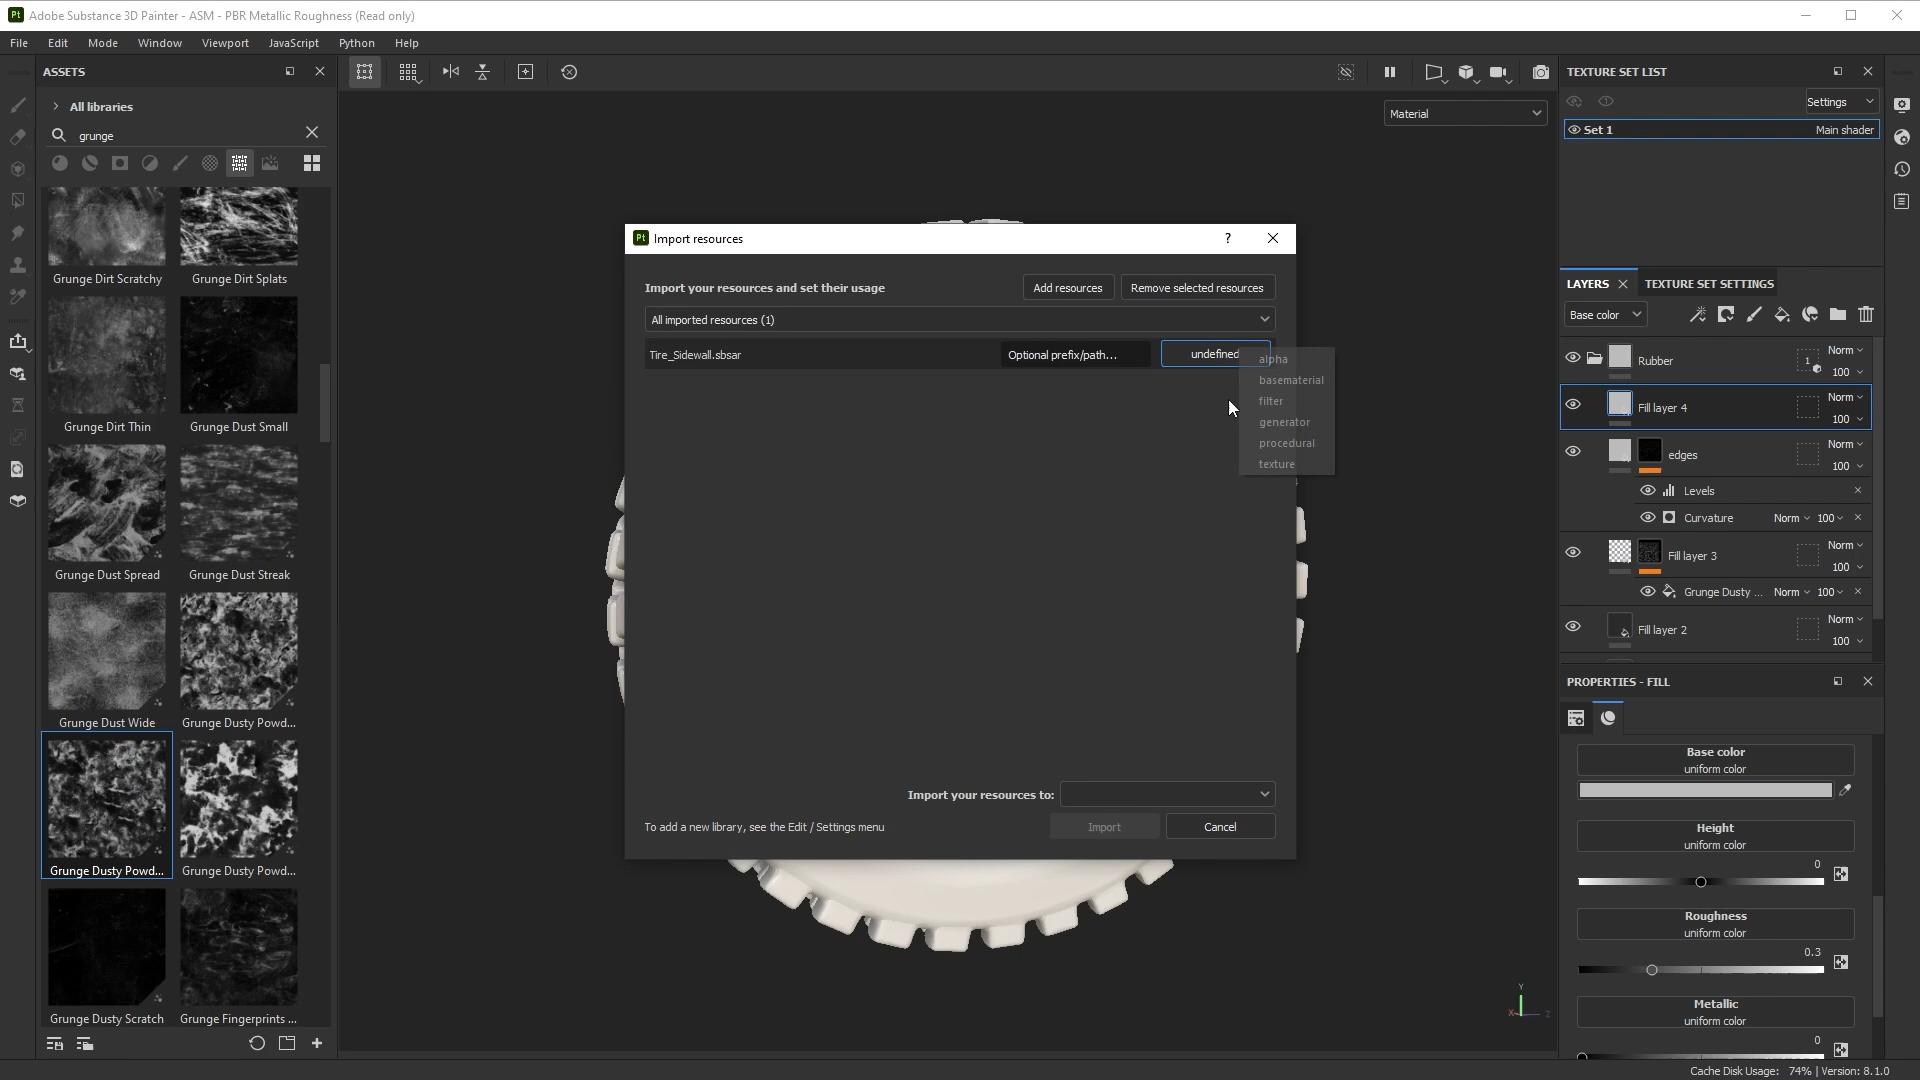 Pt Adobe Substance 3D Painter - ASM - PBR Metallic Roughness (Read only)
File Edit Mode Window Viewport JavaScript Python Help
ASSETS
All libraries
grunge
Grunge Dirt Scratchy
Grunge Dirt Splats
Grunge Dirt Thin
Grunge Dust Small
Grunge Dust Spread
Grunge Dust Streak
Grunge Dust Wide
Grunge Dusty Powd...
Grunge Dusty Powd...
Grunge Dusty Powd...
Grunge Dusty Scratch
Grunge Fingerprints ...
Material
Pt Import resources
?
Import your resources and set their usage
Add resources
Remove selected resources
All imported resources (1)
Tire_Sidewall.sbsar
Optional prefix/path...
undefined
alpha
basematerial
filter
generator
procedural
texture
Import your resources to:
To add a new library, see the Edit / Settings menu
Import
Cancel
Y
X
Z
TEXTURE SET LIST
Settings
Set 1
Main shader
LAYERS
TEXTURE SET SETTINGS
Base color
Rubber
1
Norm
100
Fill layer 4
Norm
100
edges
Norm
100
Levels
Curvature
Norm
100
Fill layer 3
Norm
100
Grunge Dusty ...
Norm
100
Fill layer 2
Norm
100
PROPERTIES - FILL
Base color
uniform color
Height
uniform color
0
Roughness
uniform color
0.3
Metallic
uniform color
0
Cache Disk Usage: 74% | Version: 8.1.0